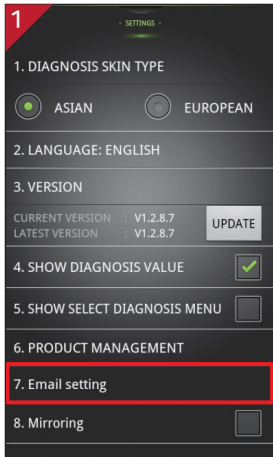 1
· SETTINGS ·
1. DIAGNOSIS SKIN TYPE
ASIAN EUROPEAN
2. LANGUAGE: ENGLISH
3. VERSION
CURRENT VERSION : V1.2.8.7
LATEST VERSION : V1.2.8.7
UPDATE
4. SHOW DIAGNOSIS VALUE
5. SHOW SELECT DIAGNOSIS MENU
6. PRODUCT MANAGEMENT
7. Email setting
8. Mirroring